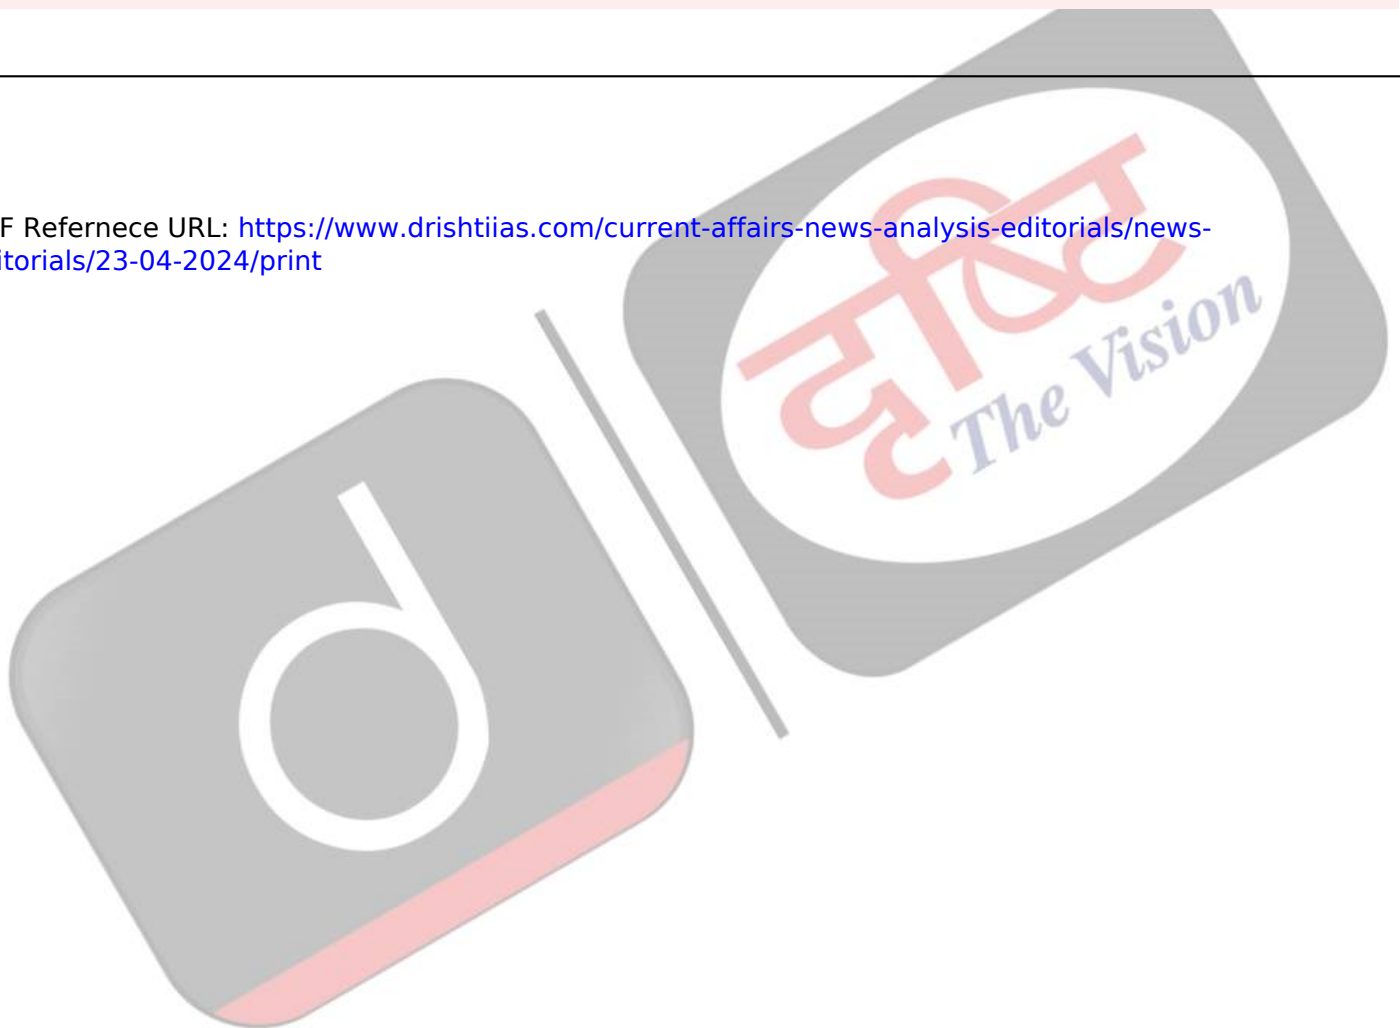 F Refernece URL: https://www.drishtiias.com/current-affairs-news-analysis-editorials/news-
itorials/23-04-2024/print
दृष्टि
The Vision
d